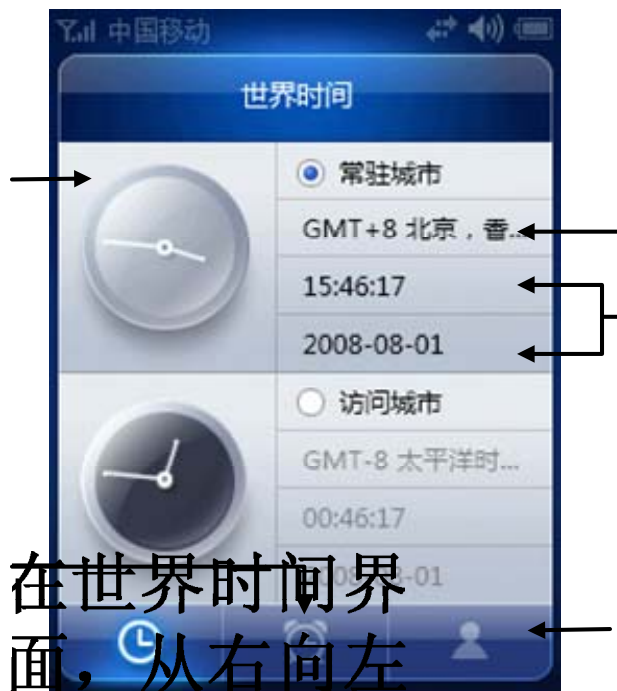 中国移动
世界时间
常驻城市
GMT+8 北京，香...
15:46:17
2008-08-01
访问城市
GMT-8 太平洋时...
00:46:17
-01
在世界时间界
面，从右向左